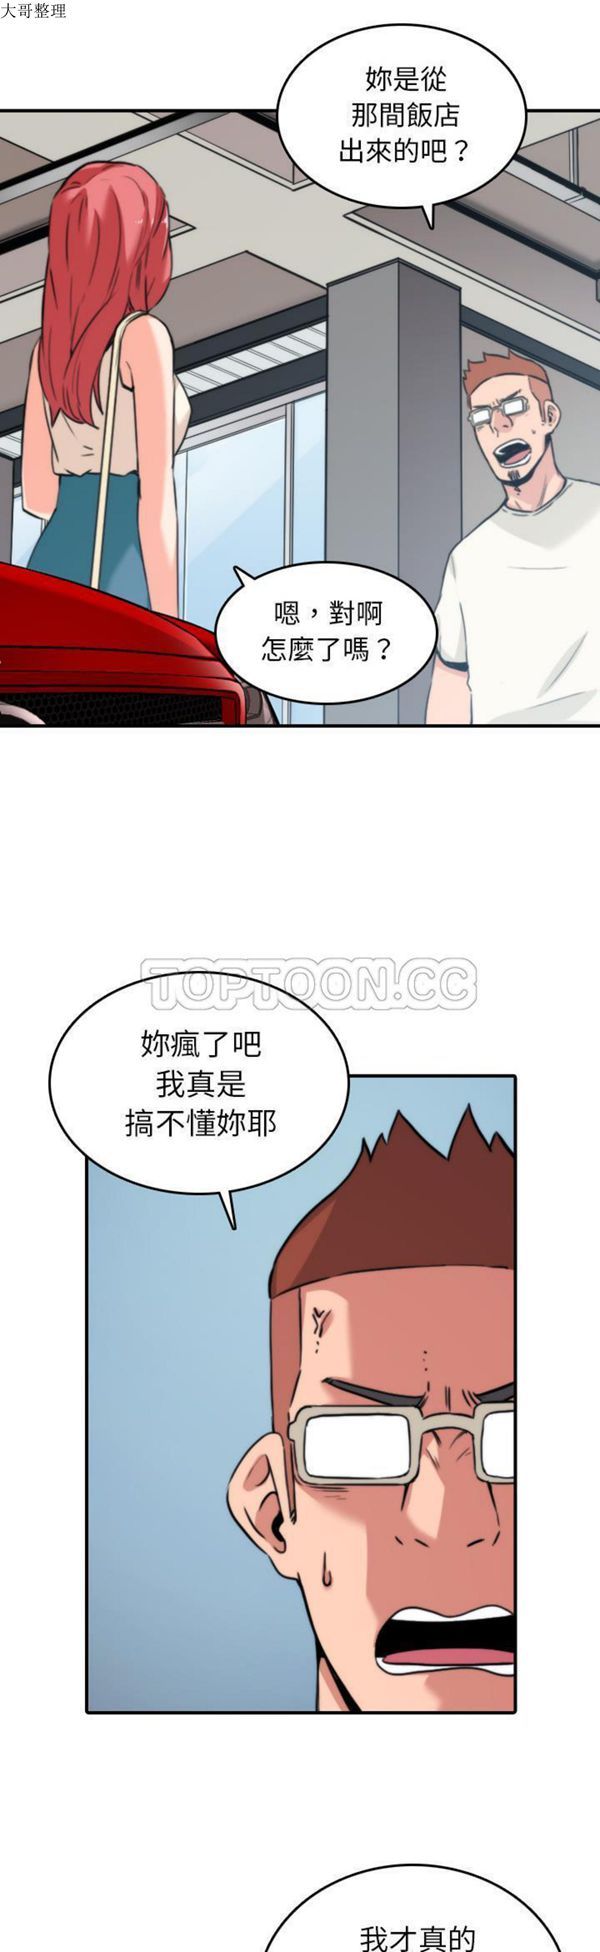 大哥整理
妳是從
那間飯店
出來的吧？
嗯，對啊
怎麼了嗎？
TOPTOON.CC
妳瘋了吧
我真是
搞不懂妳耶
我才真的